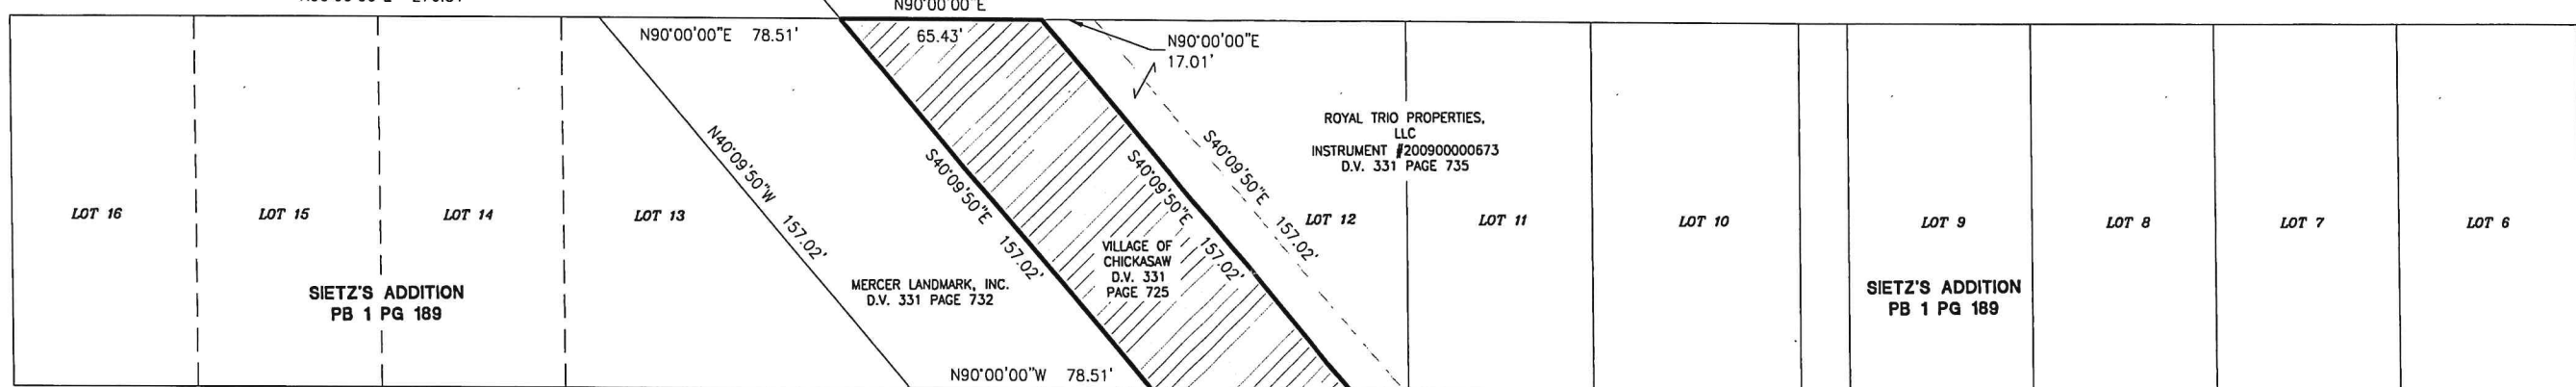 N90°00'00"E
N90°00'00"E 78.51'
65.43'
N90°00'00"E
17.01'
ROYAL TRIO PROPERTIES,
LLC
INSTRUMENT #200900000673
D.V. 331 PAGE 735
N40°09'50"W 157.02'
S40°09'50"E 157.02'
S40°09'50"E 157.02'
S40°09'50"E 157.02'
LOT 16
LOT 15
LOT 14
LOT 13
LOT 12
LOT 11
LOT 10
LOT 9
LOT 8
LOT 7
LOT 6
VILLAGE OF
CHICKASAW
D.V. 331
PAGE 725
MERCER LANDMARK, INC.
D.V. 331 PAGE 732
SIETZ'S ADDITION
PB 1 PG 189
SIETZ'S ADDITION
PB 1 PG 189
N90°00'00"W 78.51'